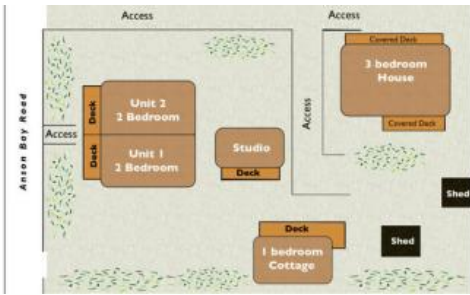 Access
Access
Covered Deck
3 bedroom
House
Covered Deck
Anson Bay Road
Access
Deck
Unit 2
2 Bedroom
Deck
Unit 1
2 Bedroom
Studio
Deck
Access
Shed
Deck
1 bedroom
Cottage
Shed